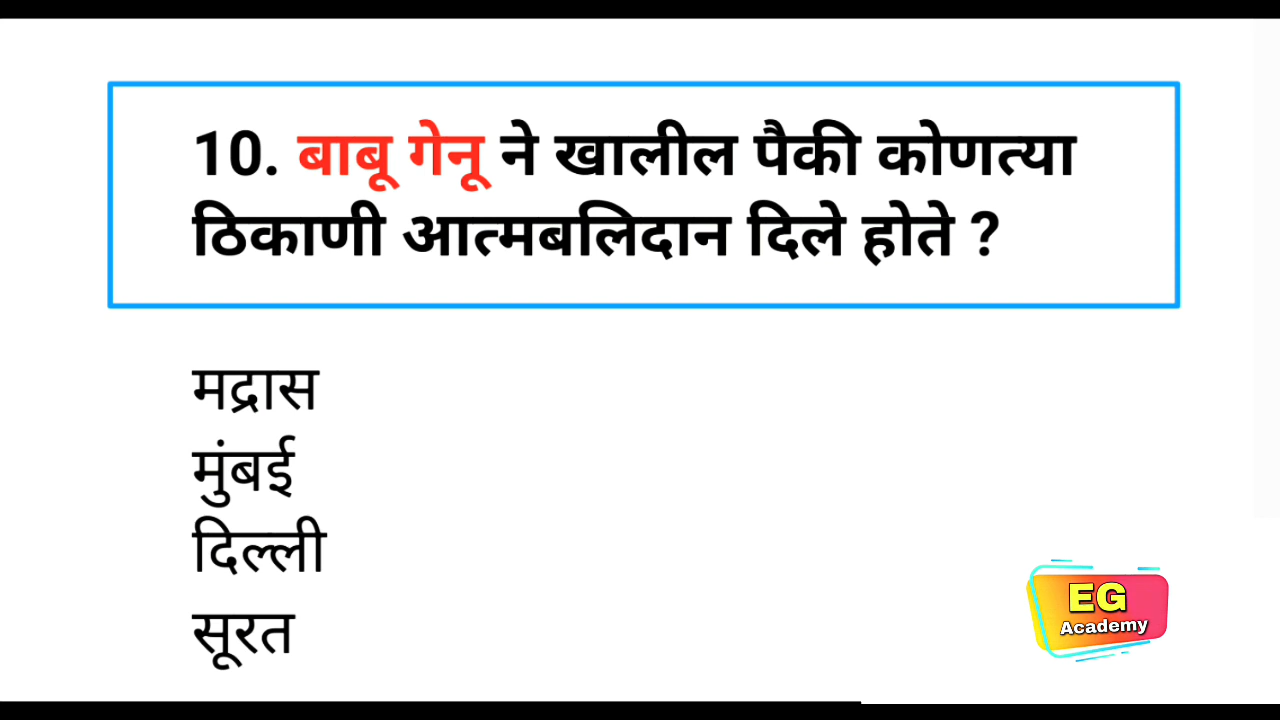 10. बाबू गेनू ने खालील पैकी कोणत्या
ठिकाणी आत्मबलिदान दिले होते ?
मद्रास
मुंबई
दिल्ली
सूरत
EG
Academy